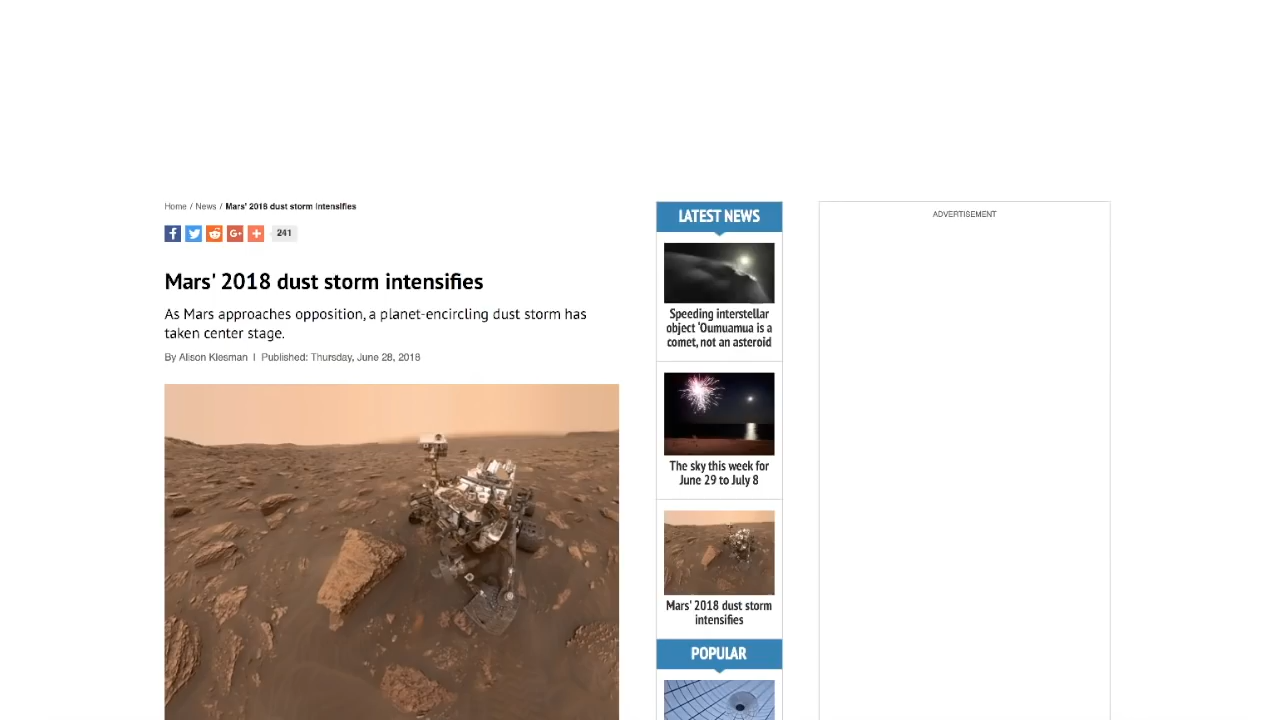 Home / News / Mars' 2018 dust storm intensifies
241
Mars' 2018 dust storm intensifies
As Mars approaches opposition, a planet-encircling dust storm has
taken center stage.
By Alison Klesman | Published: Thursday, June 28, 2018
LATEST NEWS
Speeding interstellar
object 'Oumuamua is a
comet, not an asteroid
The sky this week for
June 29 to July 8
Mars' 2018 dust storm
intensifies
POPULAR
ADVERTISEMENT